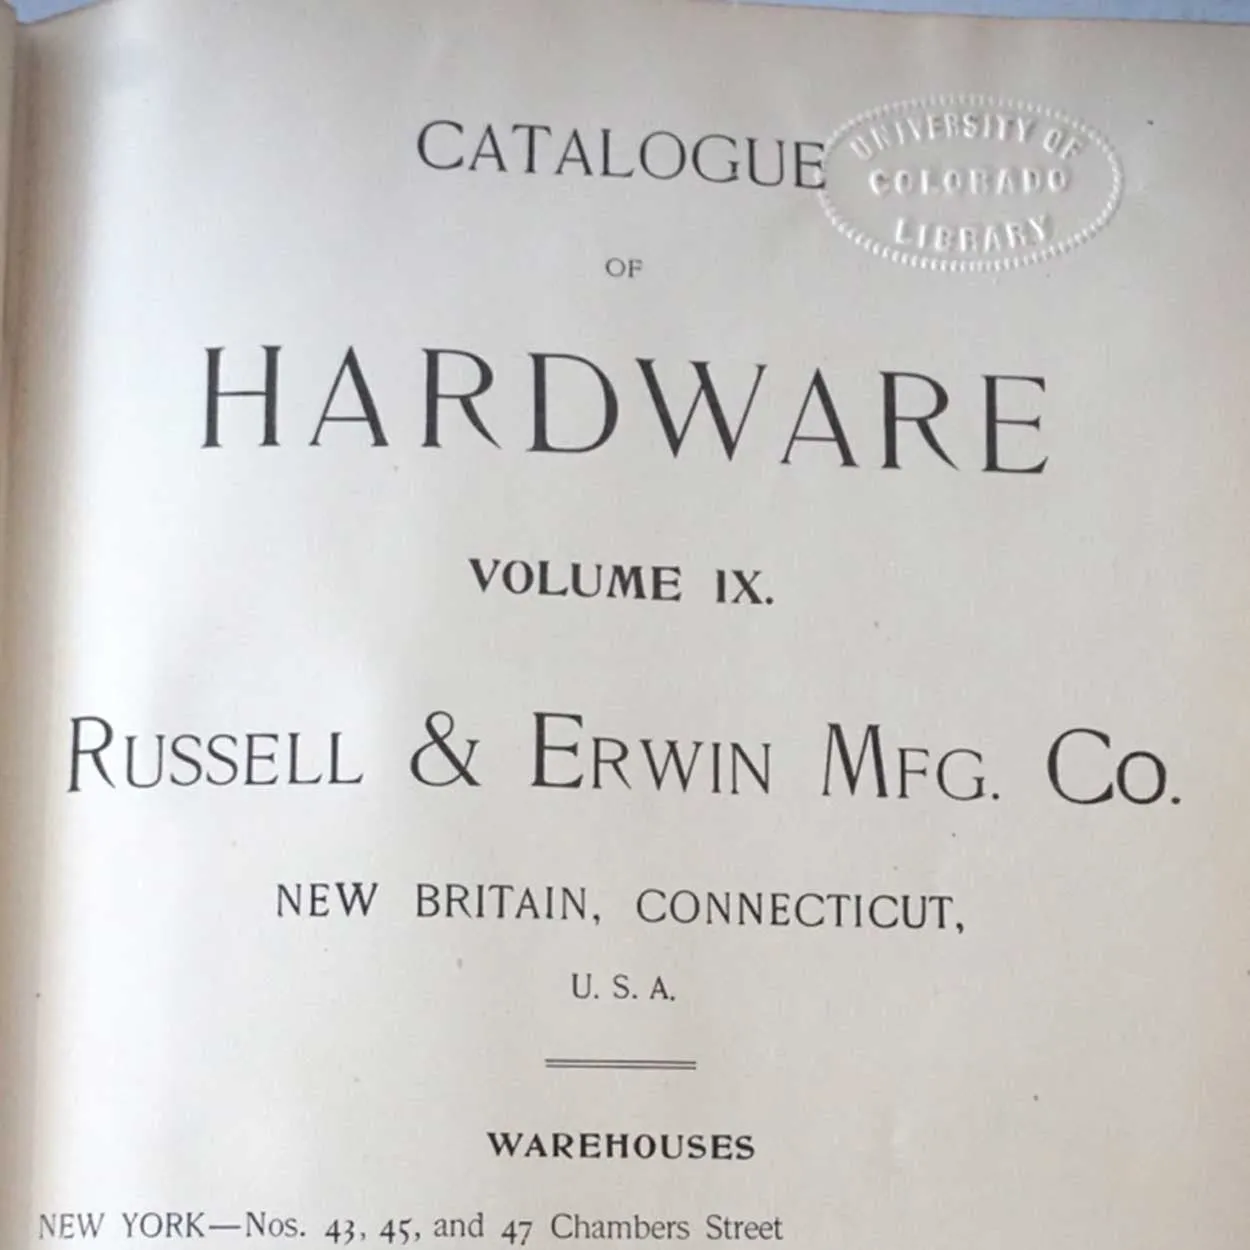 CATALOGUE
UNIVERSITY OF
COLORADO
LIBRARY
OF
HARDWARE
VOLUME IX.
RUSSELL & ERWIN MFG. CO.
NEW BRITAIN, CONNECTICUT,
U. S. A.
WAREHOUSES
NEW YORK—Nos. 43, 45, and 47 Chambers Street